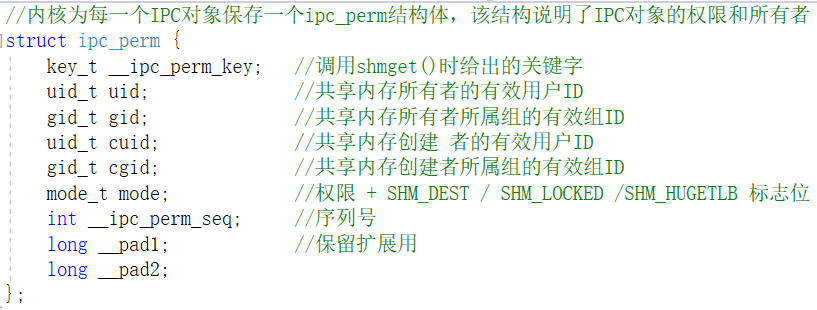 //内核为每一个IPC对象保存一个ipc_perm结构体，该结构说明了IPC对象的权限和所有者
struct ipc_perm {
    key_t __ipc_perm_key;   //调用shmget()时给出的关键字
    uid_t uid;              //共享内存所有者的有效用户ID
    gid_t gid;              //共享内存所有者所属组的有效组ID
    uid_t cuid;             //共享内存创建 者的有效用户ID
    gid_t cgid;             //共享内存创建者所属组的有效组ID
    mode_t mode;            //权限 + SHM_DEST / SHM_LOCKED /SHM_HUGETLB 标志位
    int __ipc_perm_seq;     //序列号
    long __pad1;            //保留扩展用
    long __pad2;
};